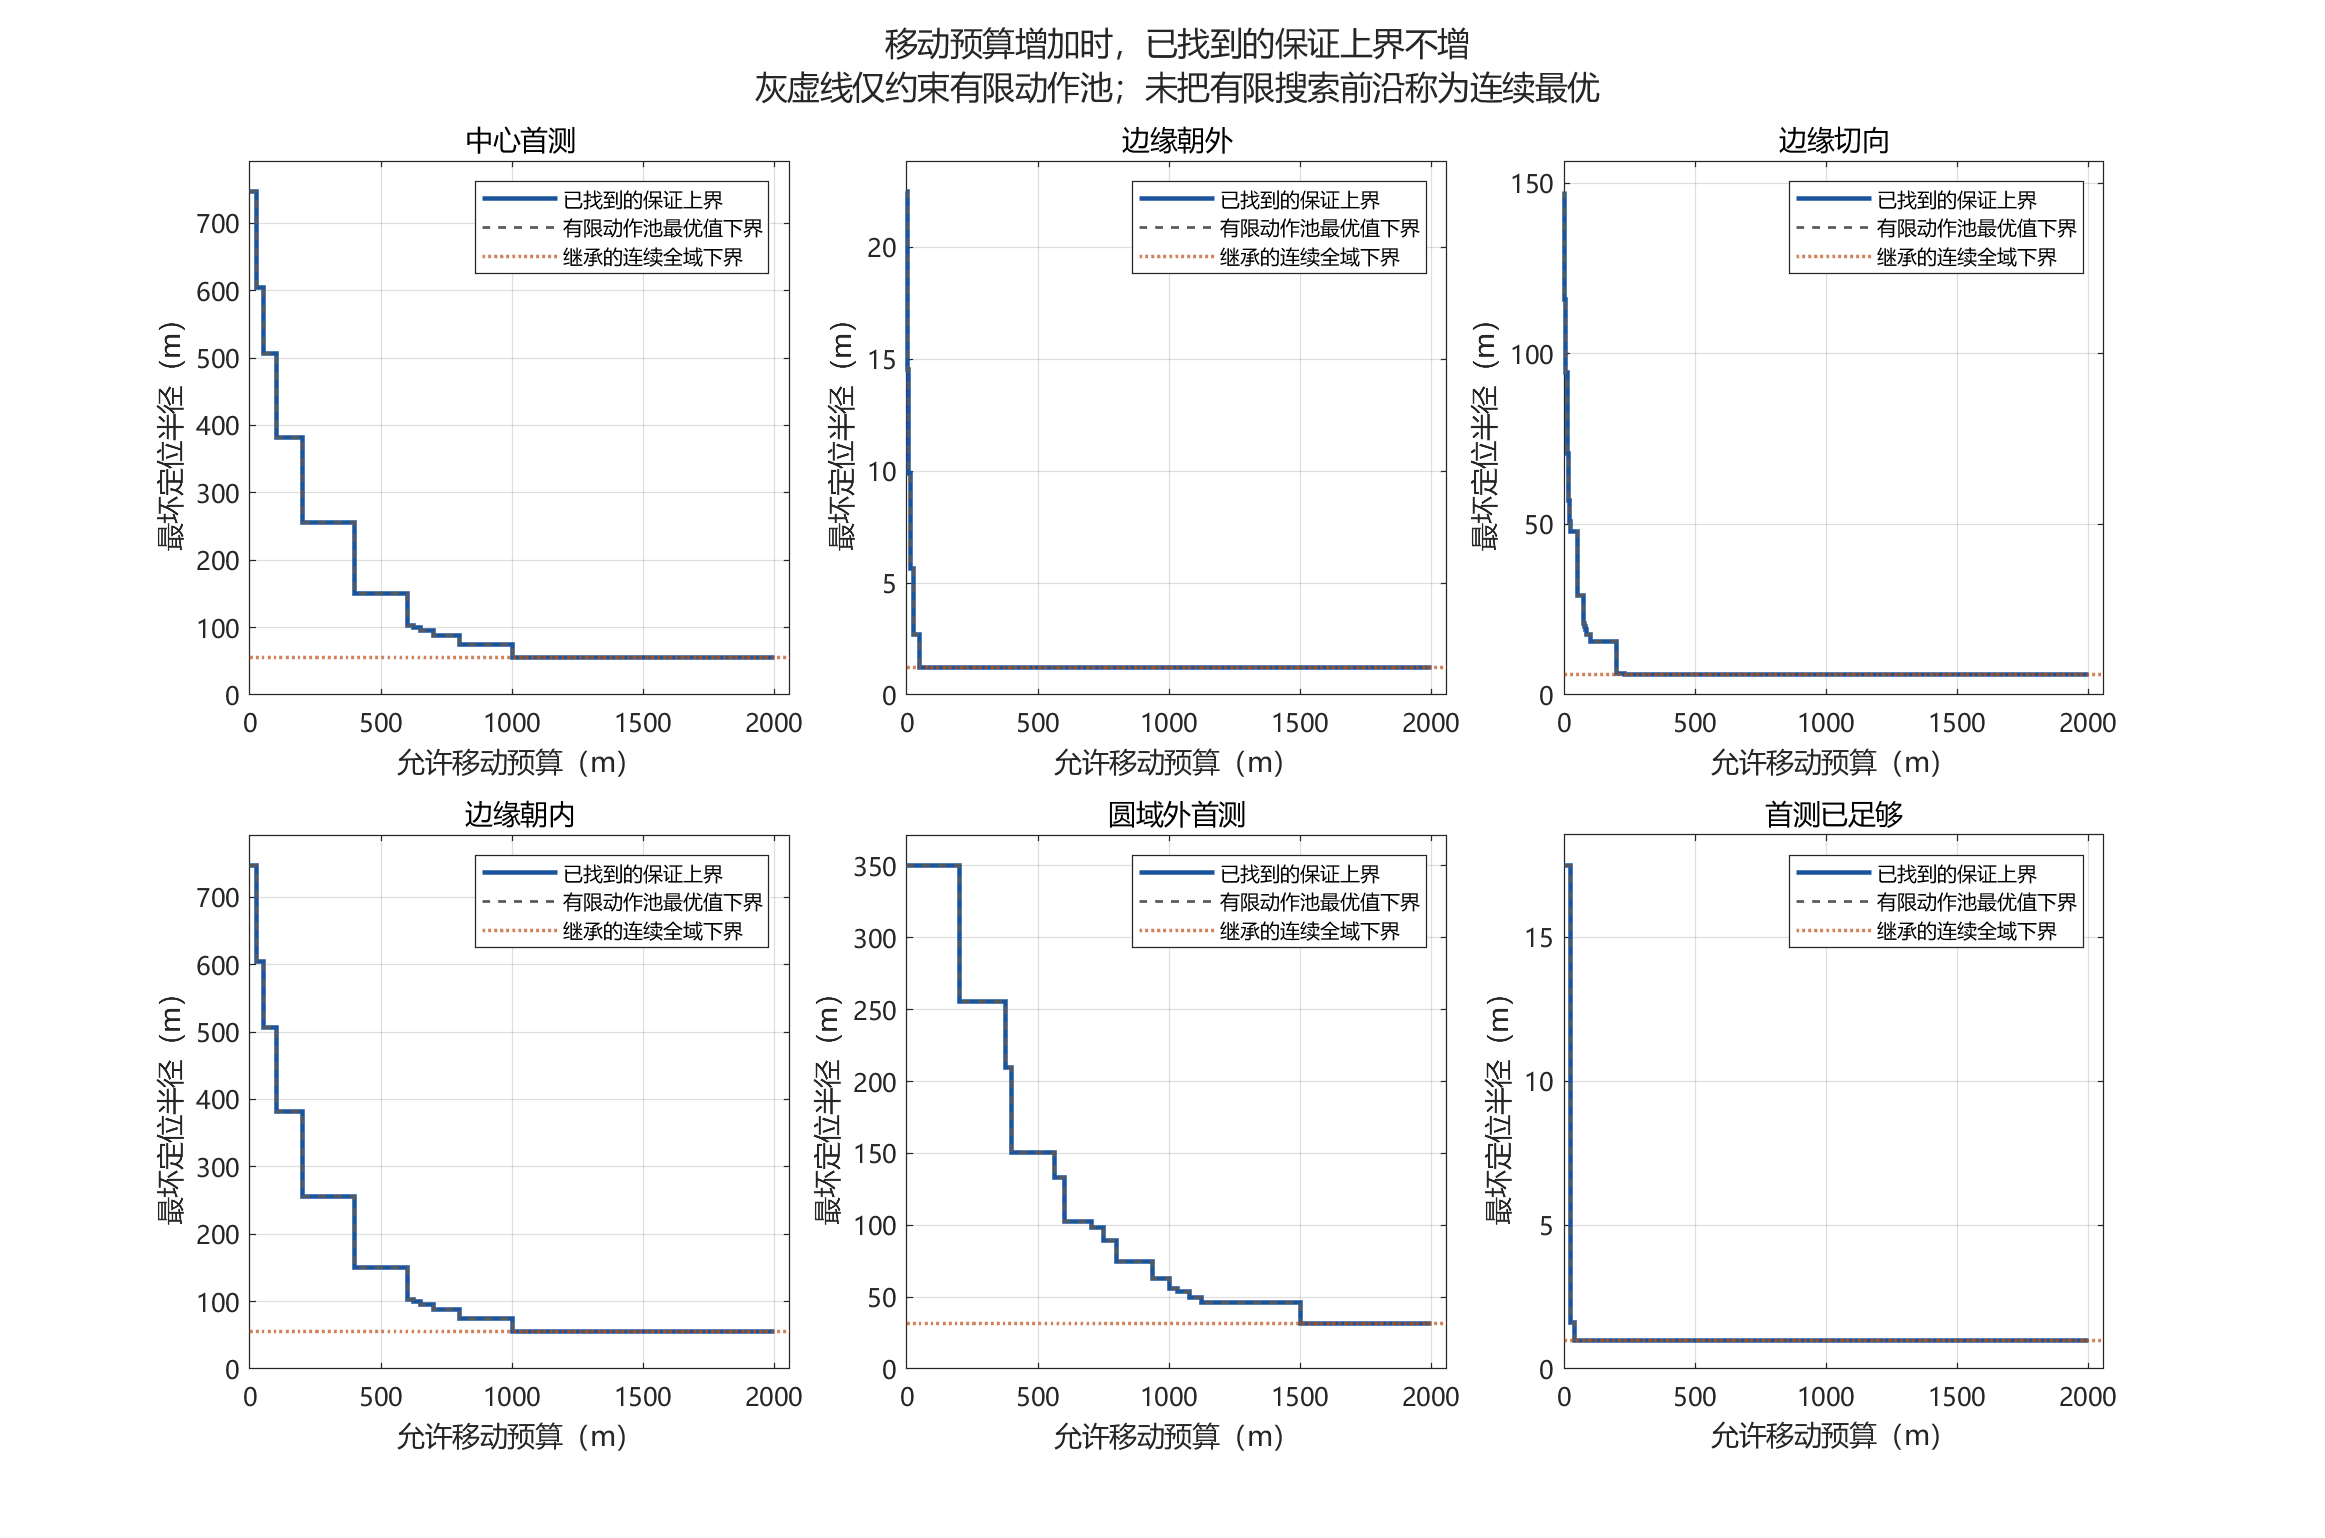 移动预算增加时，已找到的保证上界不增
灰虚线仅约束有限动作池；未把有限搜索前沿称为连续最优
中心首测
已找到的保证上界
有限动作池最优值下界
继承的连续全域下界
700
600
500
400
300
200
100
0
最坏定位半径（m）
0 500 1000 1500 2000
允许移动预算（m）
边缘朝外
已找到的保证上界
有限动作池最优值下界
继承的连续全域下界
20
15
10
5
0
最坏定位半径（m）
0 500 1000 1500 2000
允许移动预算（m）
边缘切向
已找到的保证上界
有限动作池最优值下界
继承的连续全域下界
150
100
50
0
最坏定位半径（m）
0 500 1000 1500 2000
允许移动预算（m）
边缘朝内
已找到的保证上界
有限动作池最优值下界
继承的连续全域下界
700
600
500
400
300
200
100
0
最坏定位半径（m）
0 500 1000 1500 2000
允许移动预算（m）
圆域外首测
已找到的保证上界
有限动作池最优值下界
继承的连续全域下界
350
300
250
200
150
100
50
0
最坏定位半径（m）
0 500 1000 1500 2000
允许移动预算（m）
首测已足够
已找到的保证上界
有限动作池最优值下界
继承的连续全域下界
15
10
5
0
最坏定位半径（m）
0 500 1000 1500 2000
允许移动预算（m）